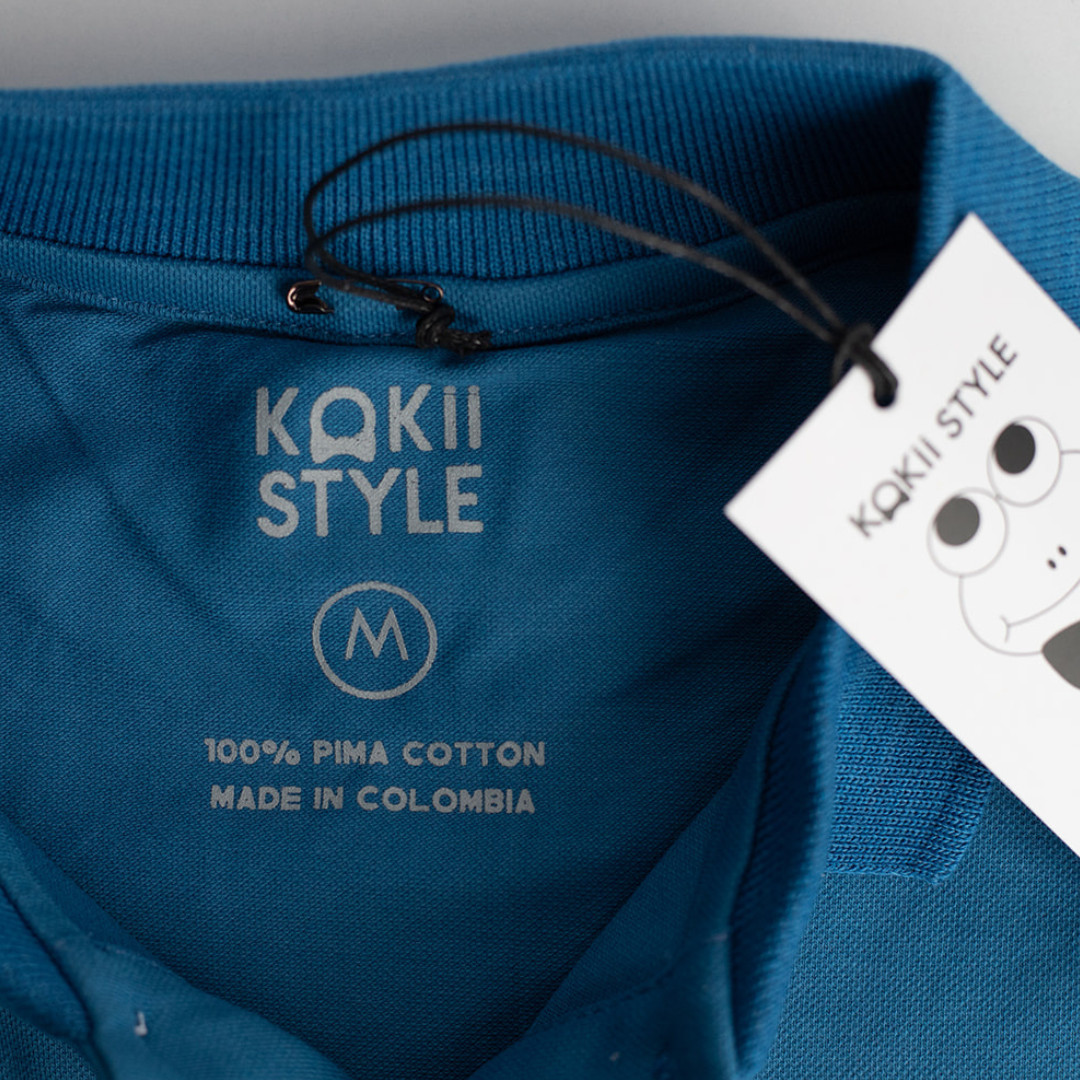 KOKii
STYLE
M
100% PIMA COTTON
MADE IN COLOMBIA
KOKii STYLE